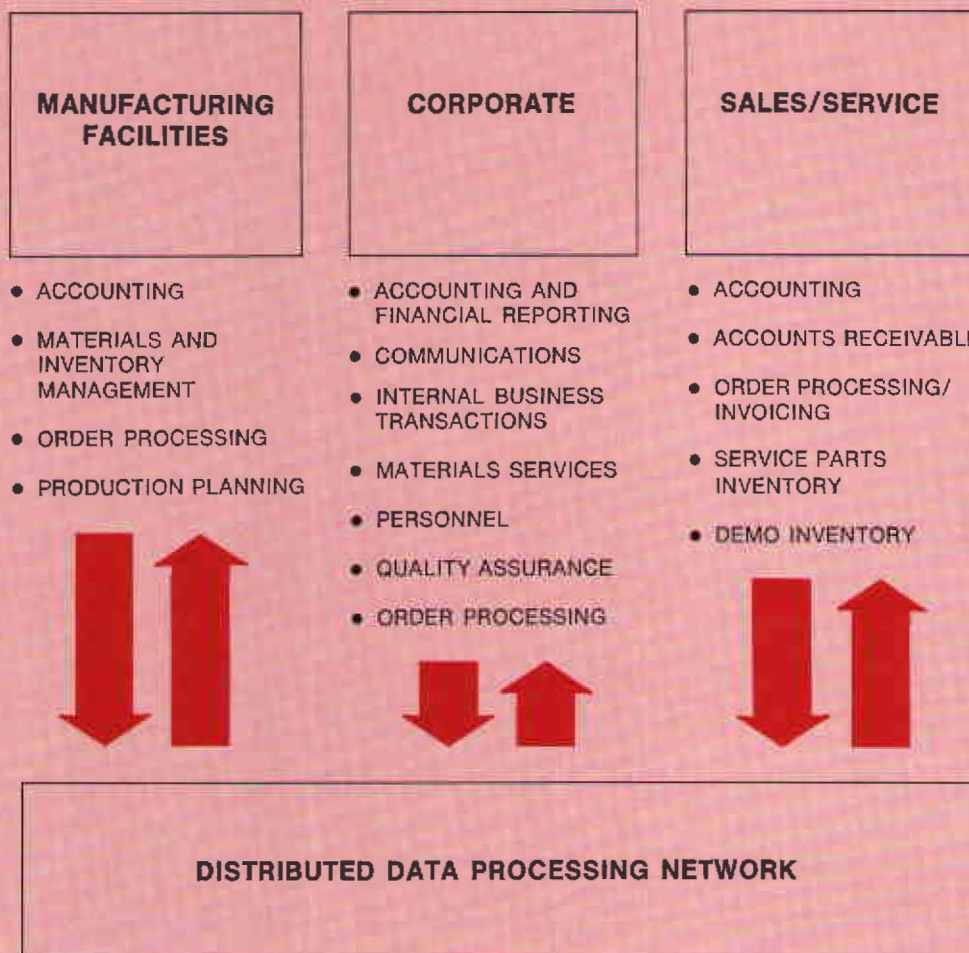 MANUFACTURING
FACILITIES
• ACCOUNTING
• MATERIALS AND
INVENTORY
MANAGEMENT
• ORDER PROCESSING
• PRODUCTION PLANNING
CORPORATE
• ACCOUNTING AND
FINANCIAL REPORTING
• COMMUNICATIONS
• INTERNAL BUSINESS
TRANSACTIONS
• MATERIALS SERVICES
• PERSONNEL
• QUALITY ASSURANCE
• ORDER PROCESSING
SALES/SERVICE
• ACCOUNTING
• ACCOUNTS RECEIVABLE
• ORDER PROCESSING/
INVOICING
• SERVICE PARTS
INVENTORY
• DEMO INVENTORY
DISTRIBUTED DATA PROCESSING NETWORK